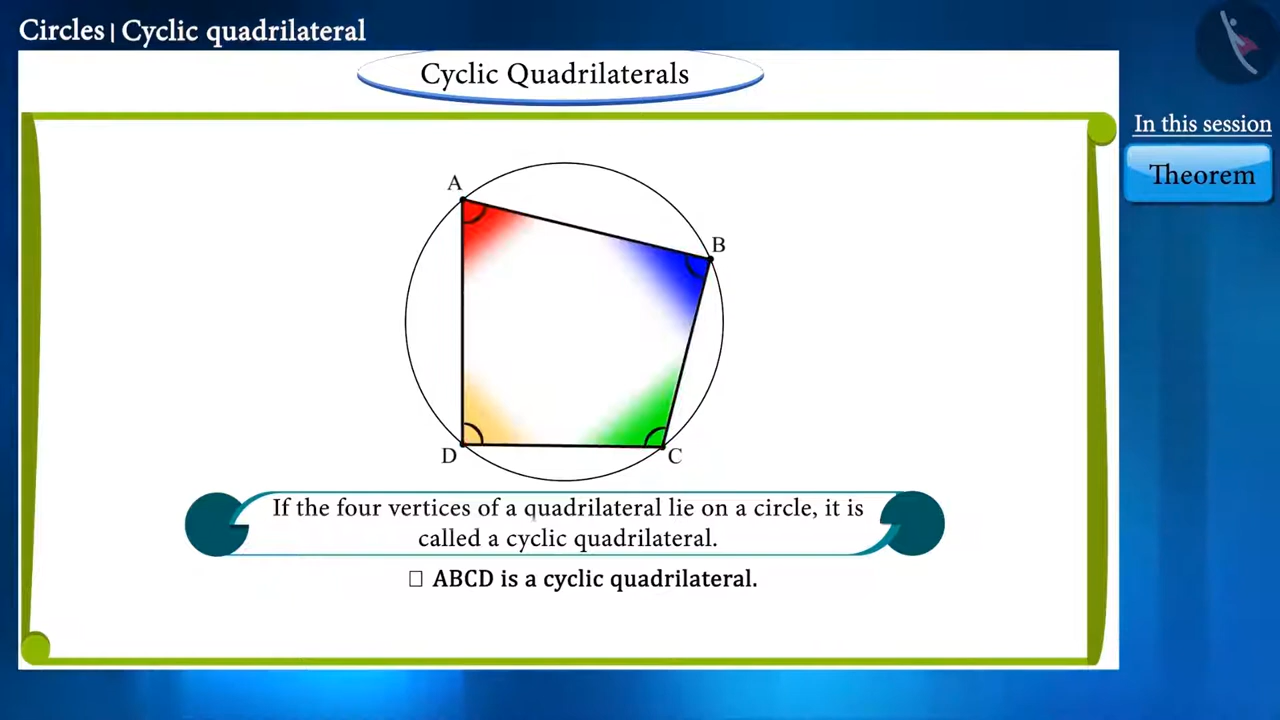 Circles | Cyclic quadrilateral
Cyclic Quadrilaterals
In this session
Theorem
A
B
D
C
If the four vertices of a quadrilateral lie on a circle, it is
called a cyclic quadrilateral.
□ ABCD is a cyclic quadrilateral.